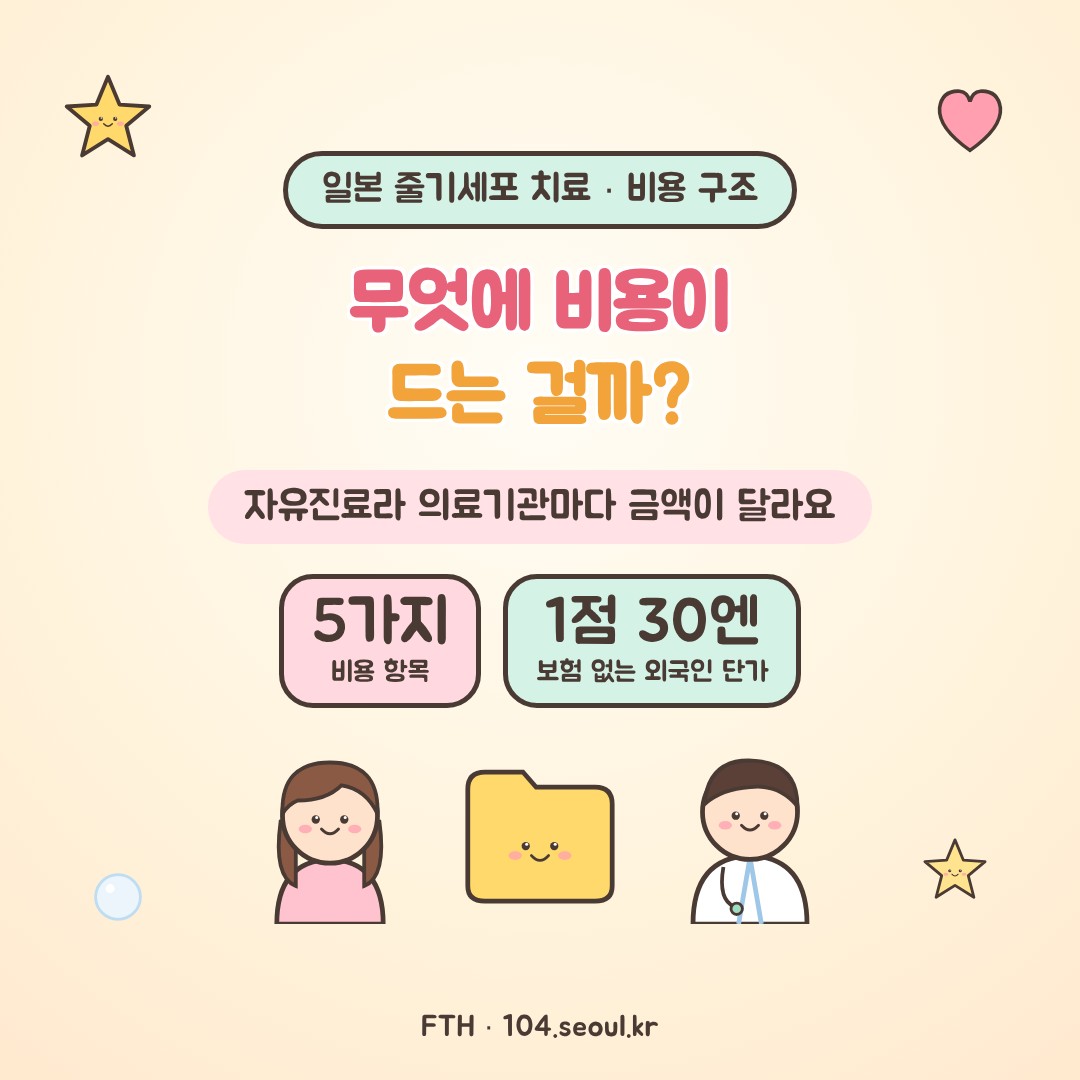 일본 줄기세포 치료 · 비용 구조
무엇에 비용이
드는 걸까?
자유진료라 의료기관마다 금액이 달라요
5가지
비용 항목
1점 30엔
보험 없는 외국인 단가
FTH · 104.seoul.kr